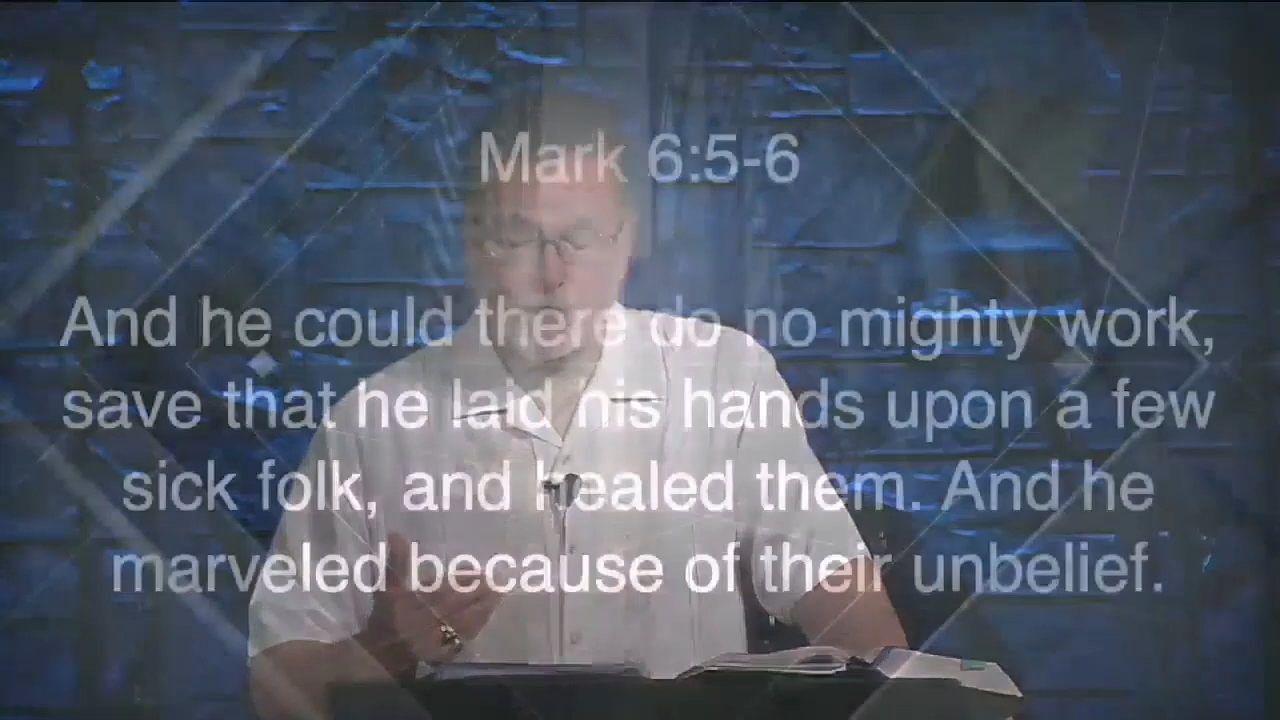 Mark 6:5-6
And he could there do no mighty work,
save that he laid his hands upon a few
sick folk, and healed them. And he
marveled because of their unbelief.